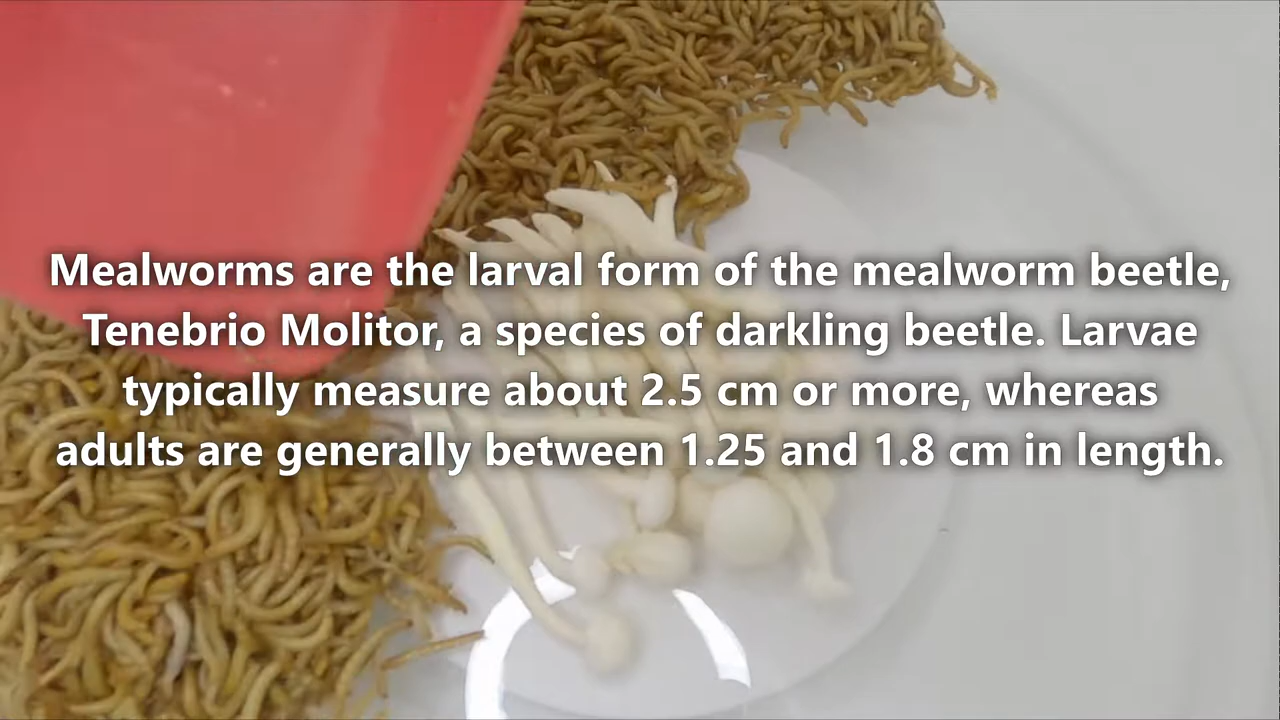 Mealworms are the larval form of the mealworm beetle,
Tenebrio Molitor, a species of darkling beetle. Larvae
typically measure about 2.5 cm or more, whereas
adults are generally between 1.25 and 1.8 cm in length.